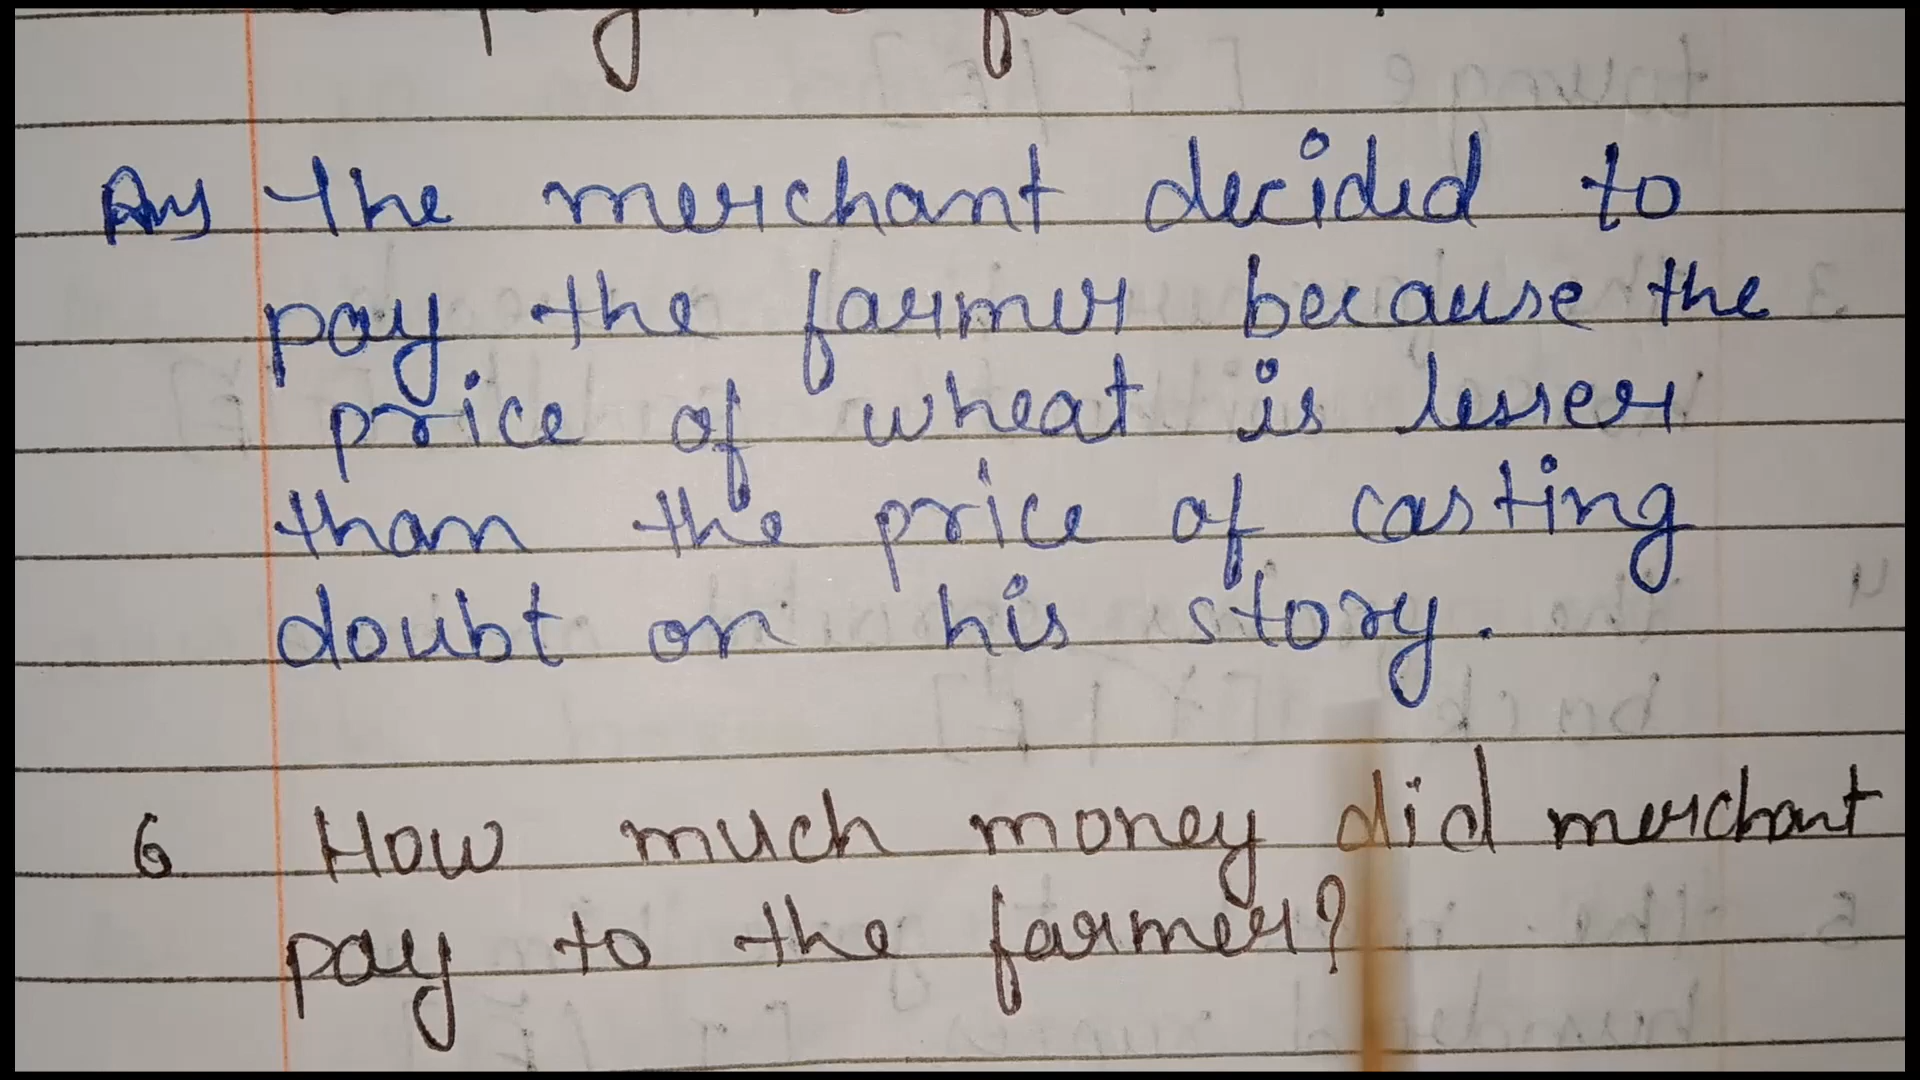 Ans The merchant decided to
pay the farmer because the
price of wheat is lesser
than the price of casting
doubt on his story.
6 How much money did merchant
pay to the farmer?